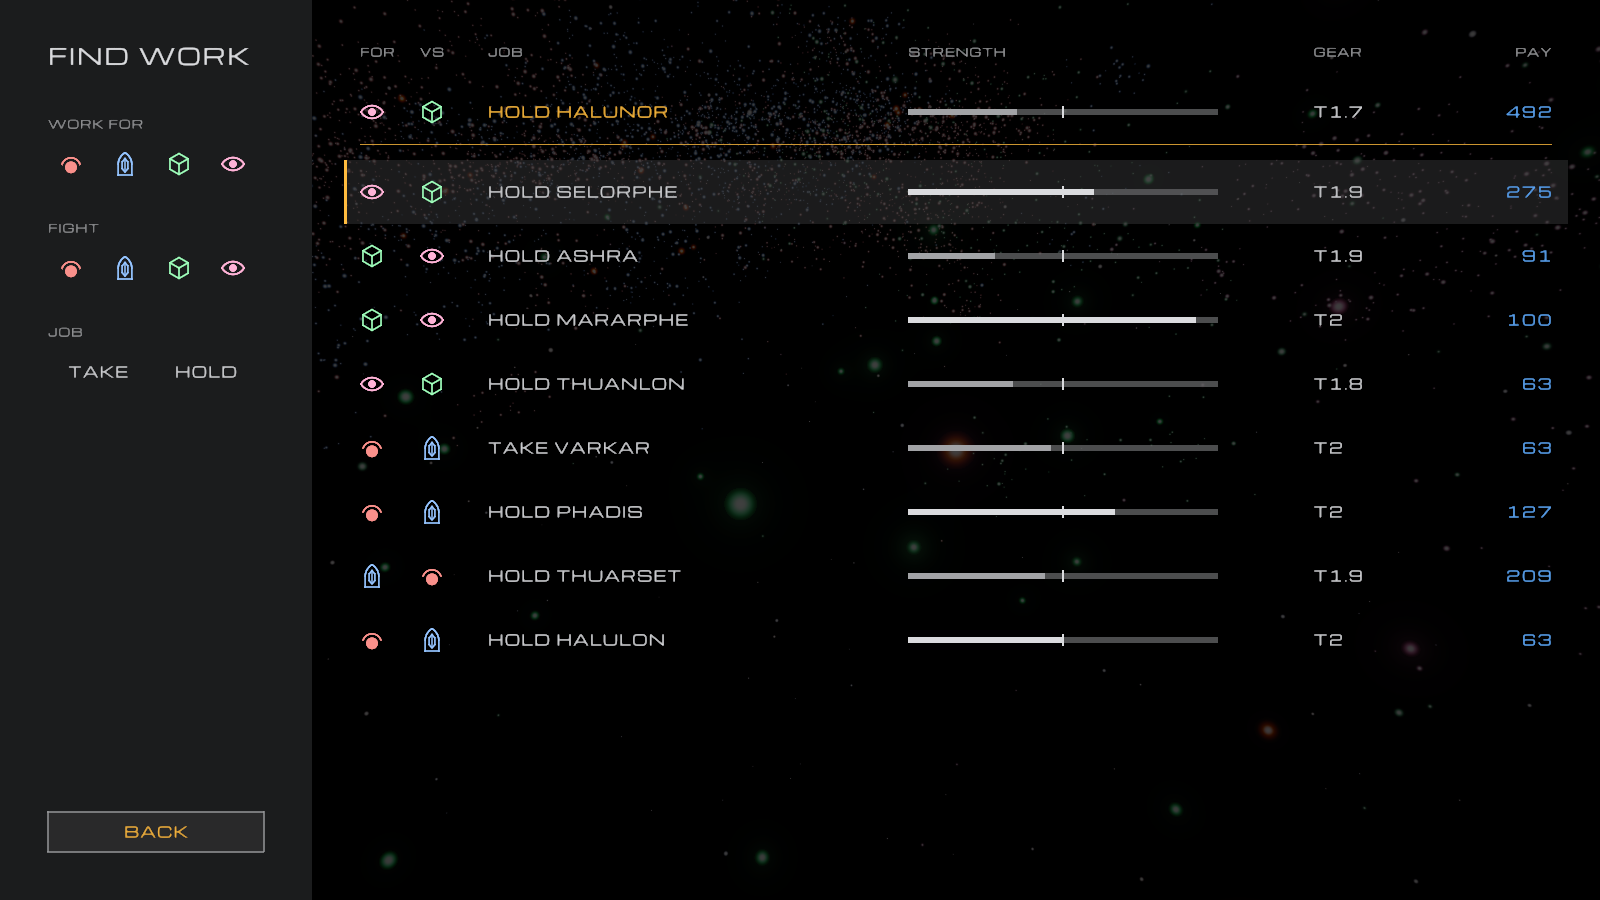 FIND WORK
WORK FOR
FIGHT
JOB
TAKE HOLD
BACK
FOR VS JOB STRENGTH GEAR PAY
HOLD HALUNOR T1.7 492
HOLD SELORPHE T1.9 275
HOLD ASHRA T1.9 91
HOLD MARARPHE T2 100
HOLD THUANLON T1.8 63
TAKE VARKAR T2 63
HOLD PHADIS T2 127
HOLD THUARSET T1.9 209
HOLD HALULON T2 63